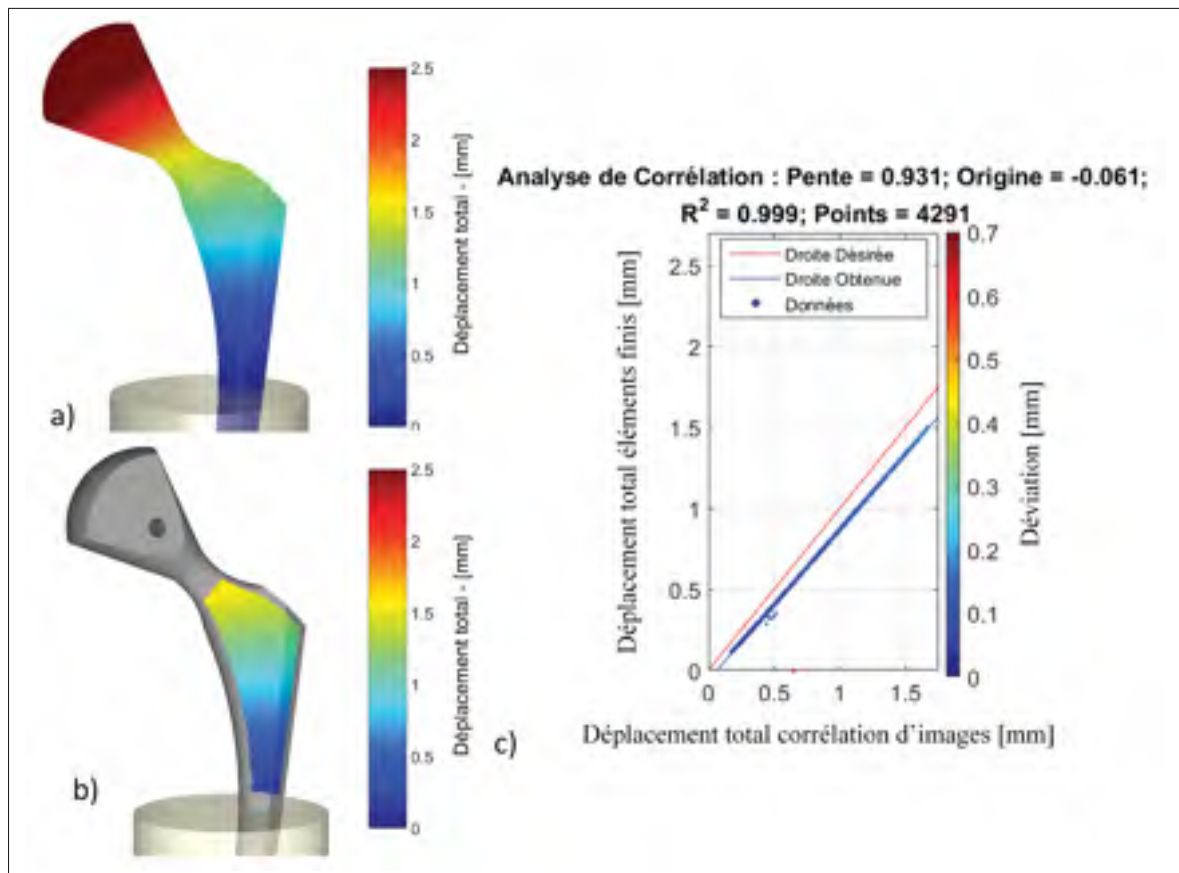 2.5
2
1.5
1
0.5
0
Déplacement total - [mm]
a)
2.5
2
1.5
1
0.5
0
Déplacement total - [mm]
b)
Analyse de Corrélation : Pente = 0.931; Origine = -0.061;
R² = 0.999; Points = 4291
Droite Désirée
Droite Obtenue
Données
2.5
2
1.5
1
0.5
0
Déplacement total éléments finis [mm]
0 0.5 1 1.5
Déplacement total corrélation d'images [mm]
0.7
0.6
0.5
0.4
0.3
0.2
0.1
0
Déviation [mm]
c)